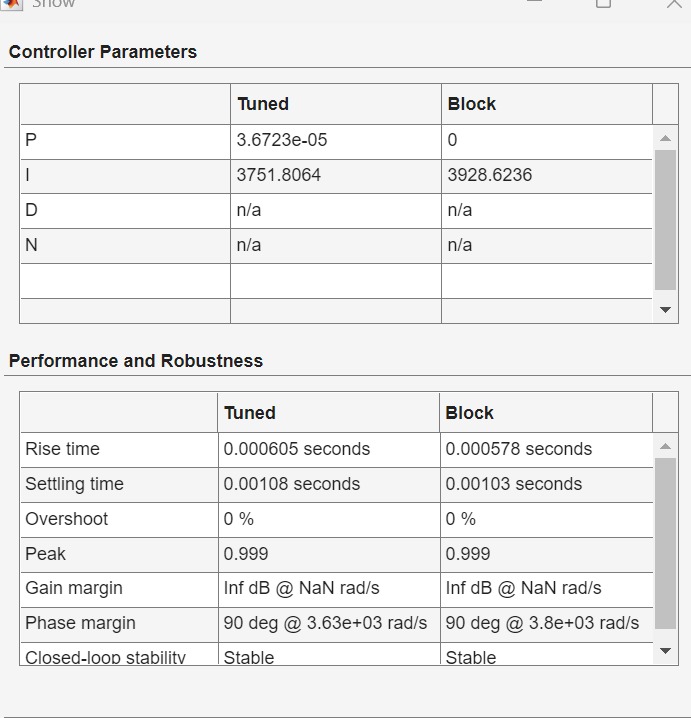 Show
Controller Parameters
Tuned Block
P 3.6723e-05 0
I 3751.8064 3928.6236
D n/a n/a
N n/a n/a
Performance and Robustness
Tuned Block
Rise time 0.000605 seconds 0.000578 seconds
Settling time 0.00108 seconds 0.00103 seconds
Overshoot 0 % 0 %
Peak 0.999 0.999
Gain margin Inf dB @ NaN rad/s Inf dB @ NaN rad/s
Phase margin 90 deg @ 3.63e+03 rad/s 90 deg @ 3.8e+03 rad/s
Closed-loop stability Stable Stable